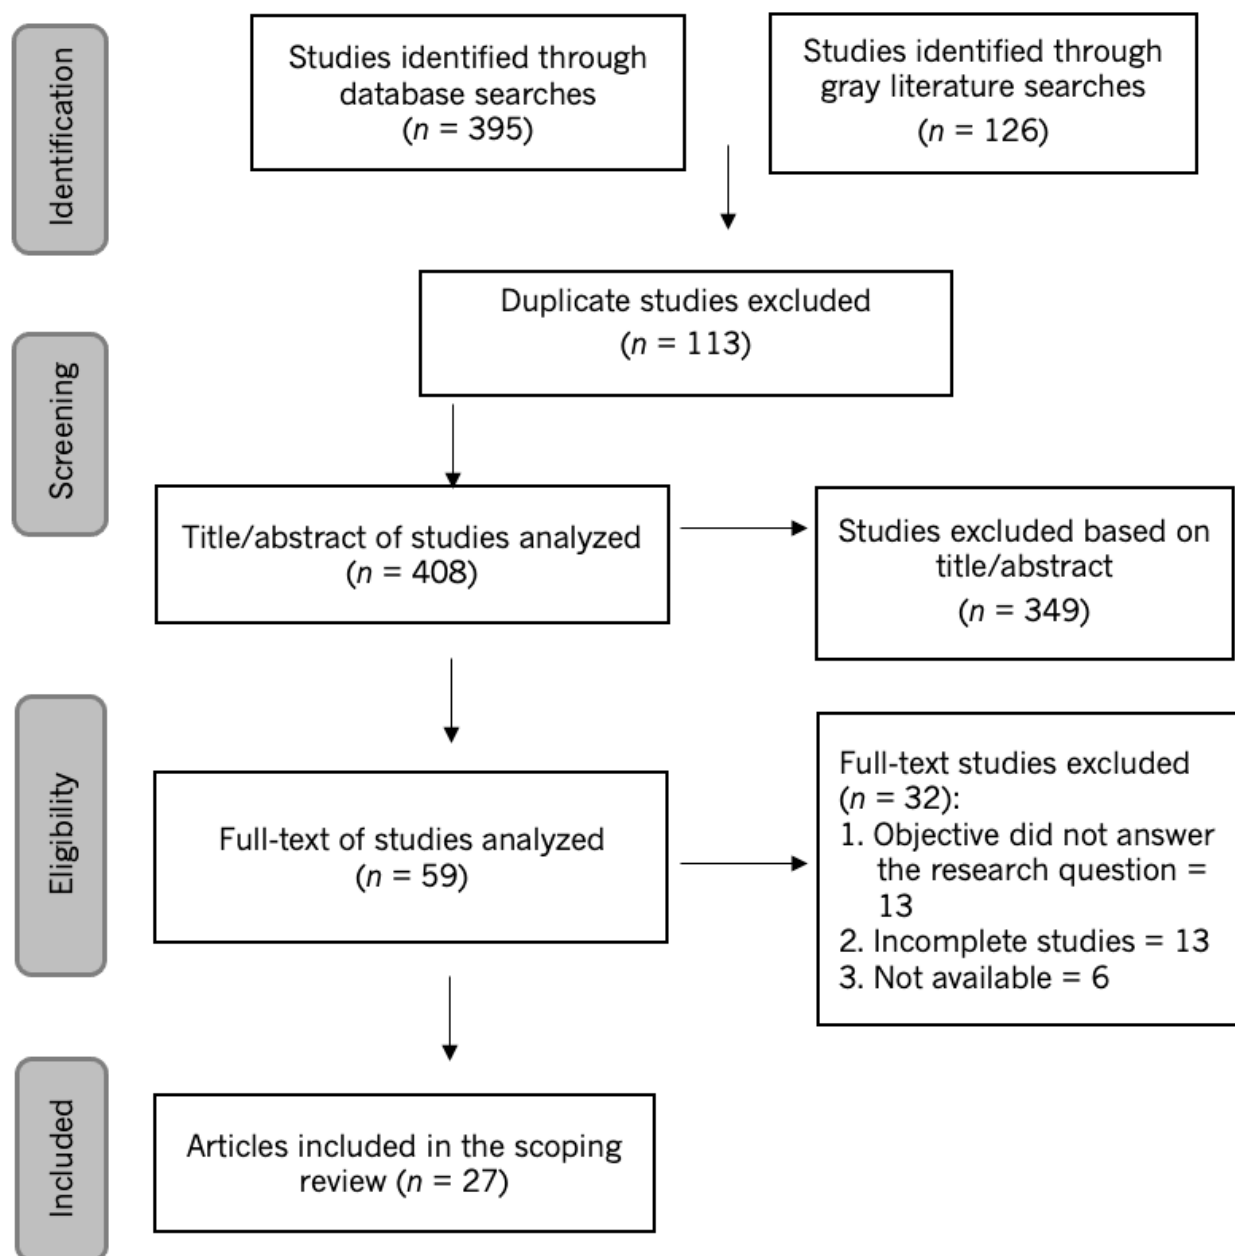 Identification
Studies identified through
database searches
(n = 395)
Studies identified through
gray literature searches
(n = 126)
Duplicate studies excluded
(n = 113)
Screening
Title/abstract of studies analyzed
(n = 408)
Studies excluded based on
title/abstract
(n = 349)
Eligibility
Full-text of studies analyzed
(n = 59)
Full-text studies excluded
(n = 32):
1. Objective did not answer
the research question =
13
2. Incomplete studies = 13
3. Not available = 6
Included
Articles included in the scoping
review (n = 27)